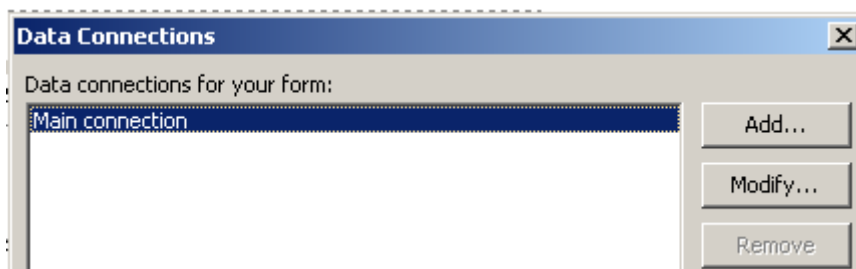 Data Connections
Data connections for your form:
Main connection
Add...
Modify...
Remove